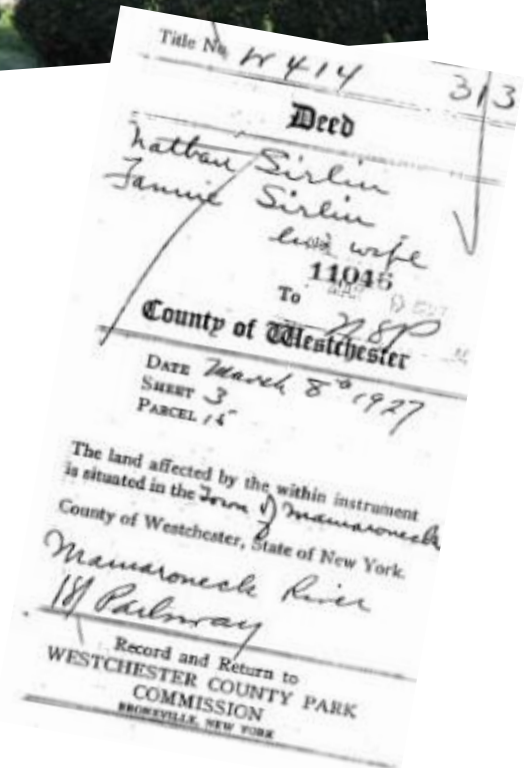 Title No. W 414
313
Deed
Nathan Sirlin
Fannie Sirlin
his wife
11046
To
County of Westchester
DATE March 8th 1927
SHEET 3
PARCEL 15
The land affected by the within instrument
is situated in the Town of Mamaroneck
County of Westchester, State of New York.
Mamaroneck River
Parkway
Record and Return to
WESTCHESTER COUNTY PARK
COMMISSION
BRONXVILLE, NEW YORK